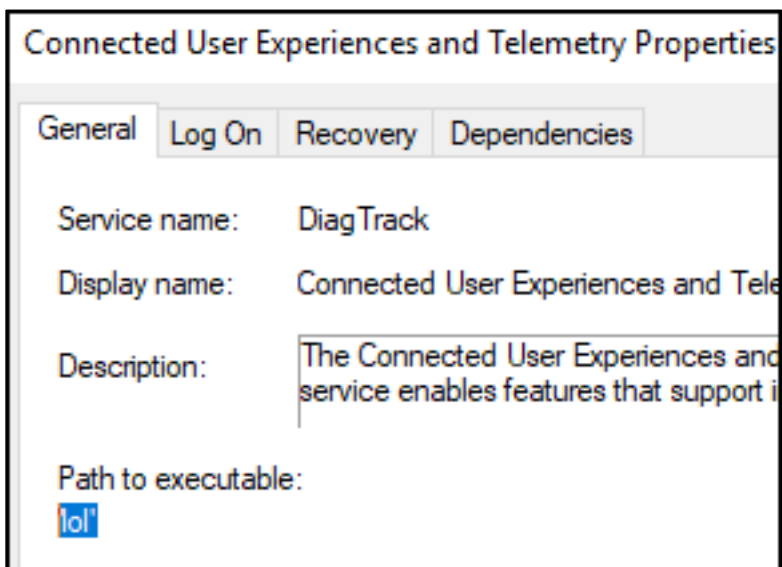 Connected User Experiences and Telemetry Properties
General Log On Recovery Dependencies
Service name: DiagTrack
Display name: Connected User Experiences and Tele
Description: The Connected User Experiences and
service enables features that support i
Path to executable:
'lol'